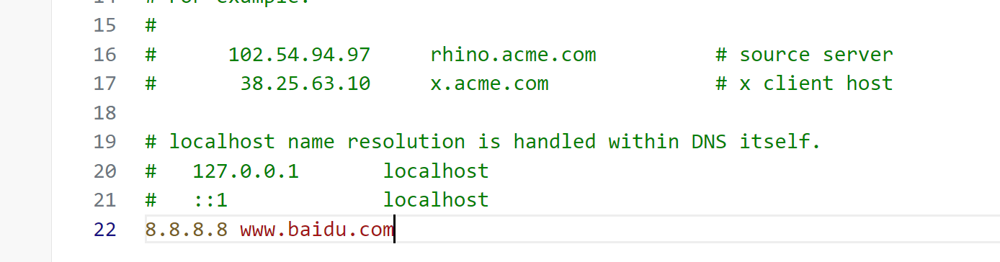 15 #
16 #      102.54.94.97     rhino.acme.com          # source server
17 #       38.25.63.10     x.acme.com              # x client host
18
19 # localhost name resolution is handled within DNS itself.
20 #   127.0.0.1       localhost
21 #   ::1             localhost
22 8.8.8.8 www.baidu.com